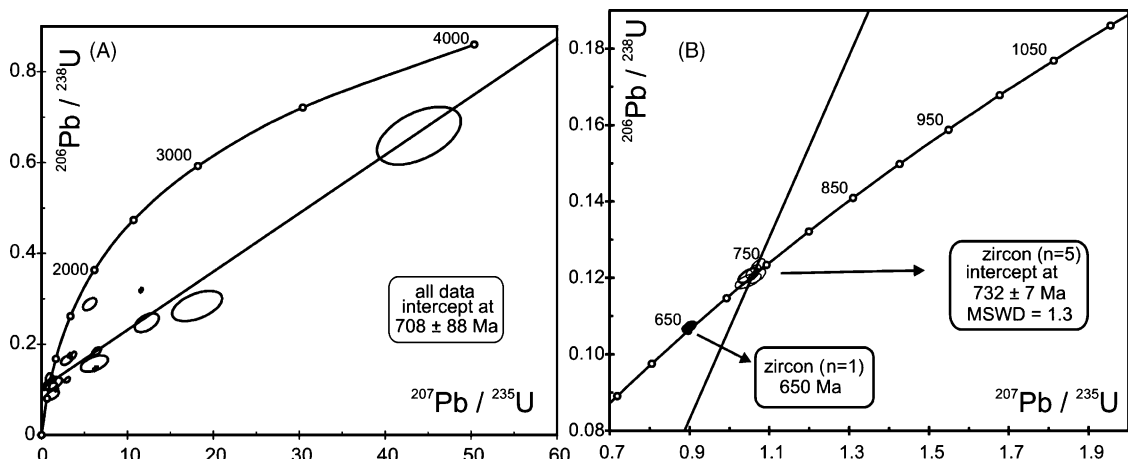 (A)
²⁰⁶Pb / ²³⁸U
0.8
0.6
0.4
0.2
0
4000
3000
2000
all data
intercept at
708 ± 88 Ma
²⁰⁷Pb / ²³⁵U
0 10 20 30 40 50 60
(B)
²⁰⁶Pb / ²³⁸U
0.18
0.16
0.14
0.12
0.10
0.08
1050
950
850
750
650
zircon (n=5)
intercept at
732 ± 7 Ma
MSWD = 1.3
zircon (n=1)
650 Ma
²⁰⁷Pb / ²³⁵U
0.7 0.9 1.1 1.3 1.5 1.7 1.9